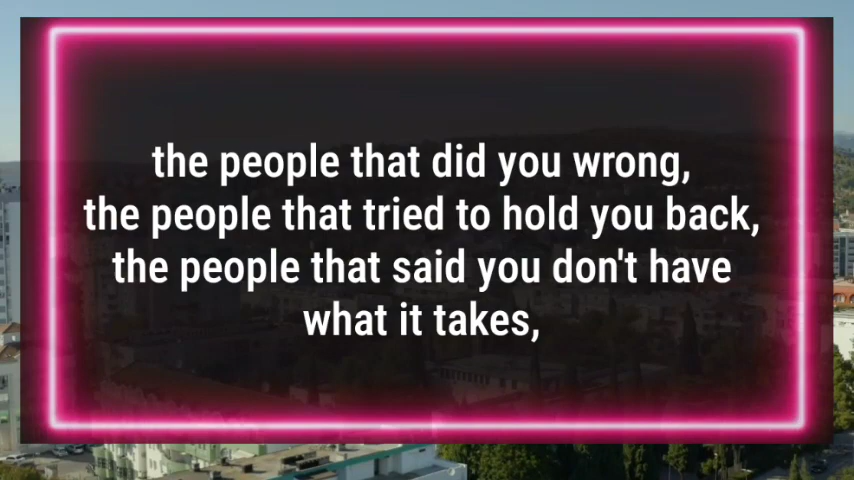 the people that did you wrong,
the people that tried to hold you back,
the people that said you don't have
what it takes,